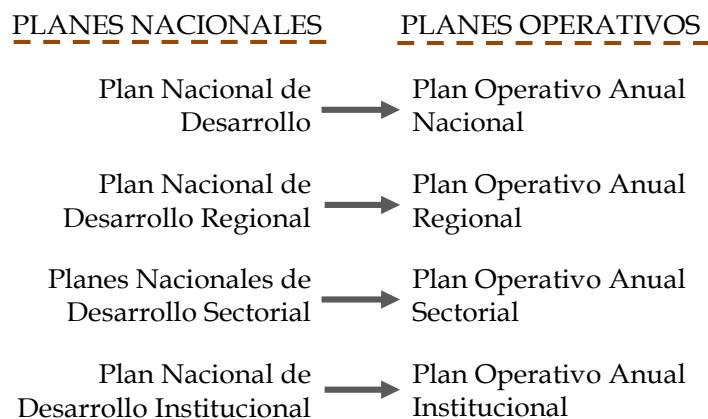 PLANES NACIONALES
PLANES OPERATIVOS
Plan Nacional de
Desarrollo
Plan Operativo Anual
Nacional
Plan Nacional de
Desarrollo Regional
Plan Operativo Anual
Regional
Planes Nacionales de
Desarrollo Sectorial
Plan Operativo Anual
Sectorial
Plan Nacional de
Desarrollo Institucional
Plan Operativo Anual
Institucional